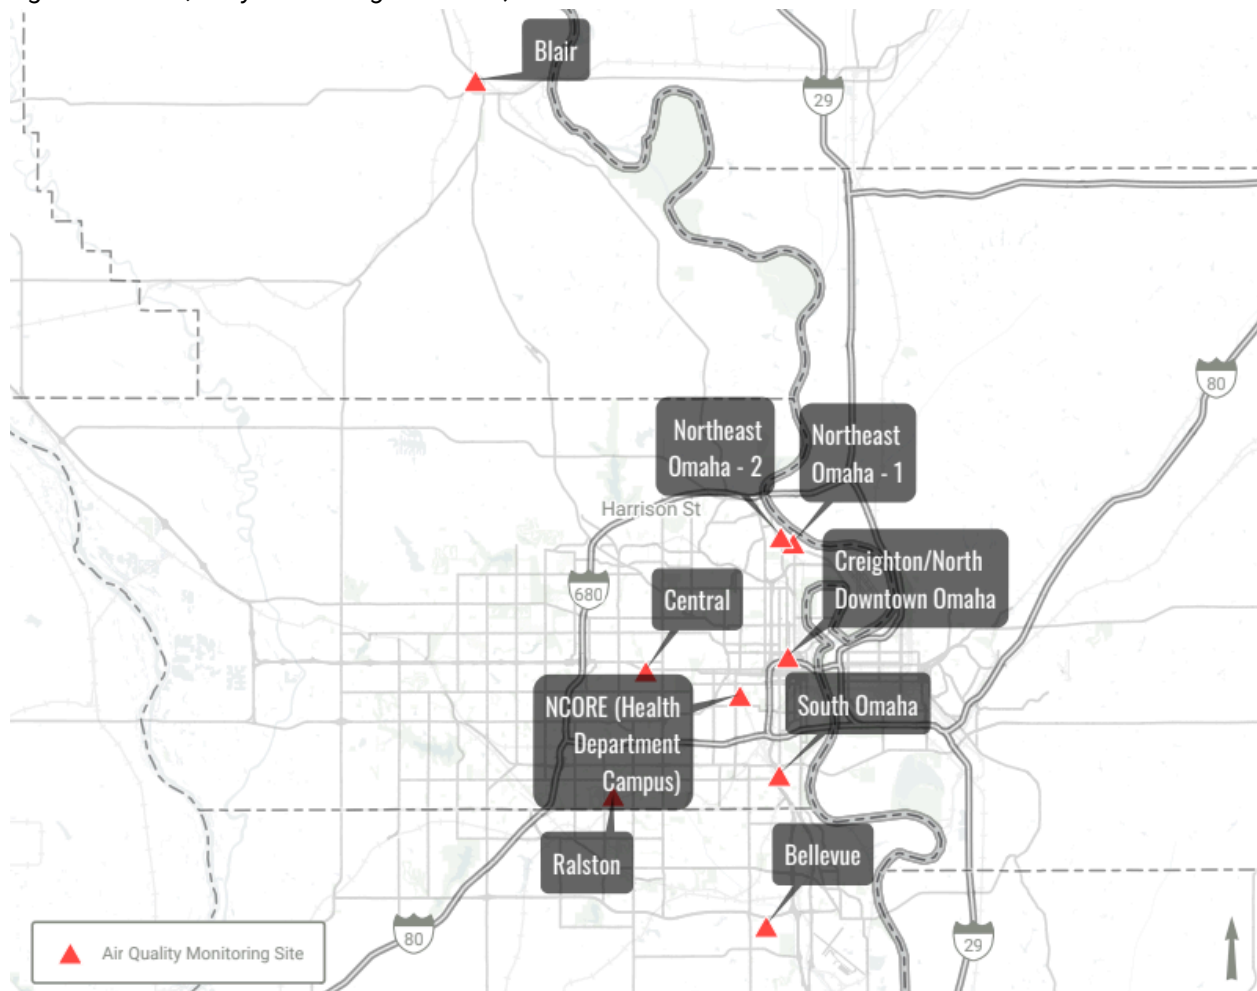 Blair
29
80
Northeast
Omaha - 2
Northeast
Omaha - 1
Harrison St
Creighton/North
Downtown Omaha
680
Central
NCORE (Health
Department
Campus)
South Omaha
Ralston
Bellevue
80
29
Air Quality Monitoring Site